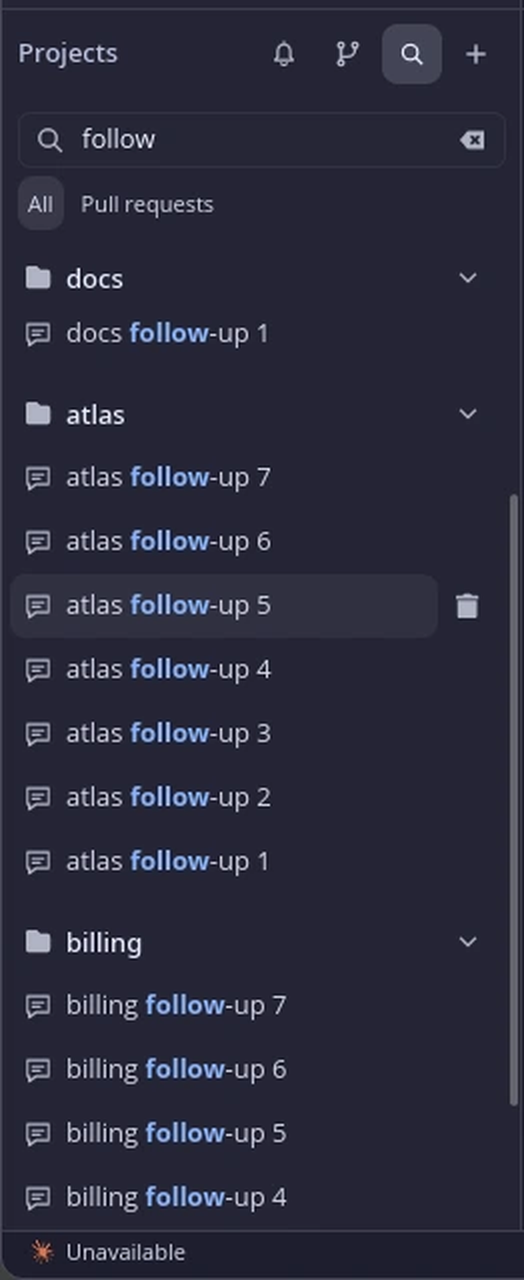 Projects
follow
All Pull requests
docs
docs follow-up 1
atlas
atlas follow-up 7
atlas follow-up 6
atlas follow-up 5
atlas follow-up 4
atlas follow-up 3
atlas follow-up 2
atlas follow-up 1
billing
billing follow-up 7
billing follow-up 6
billing follow-up 5
billing follow-up 4
Unavailable